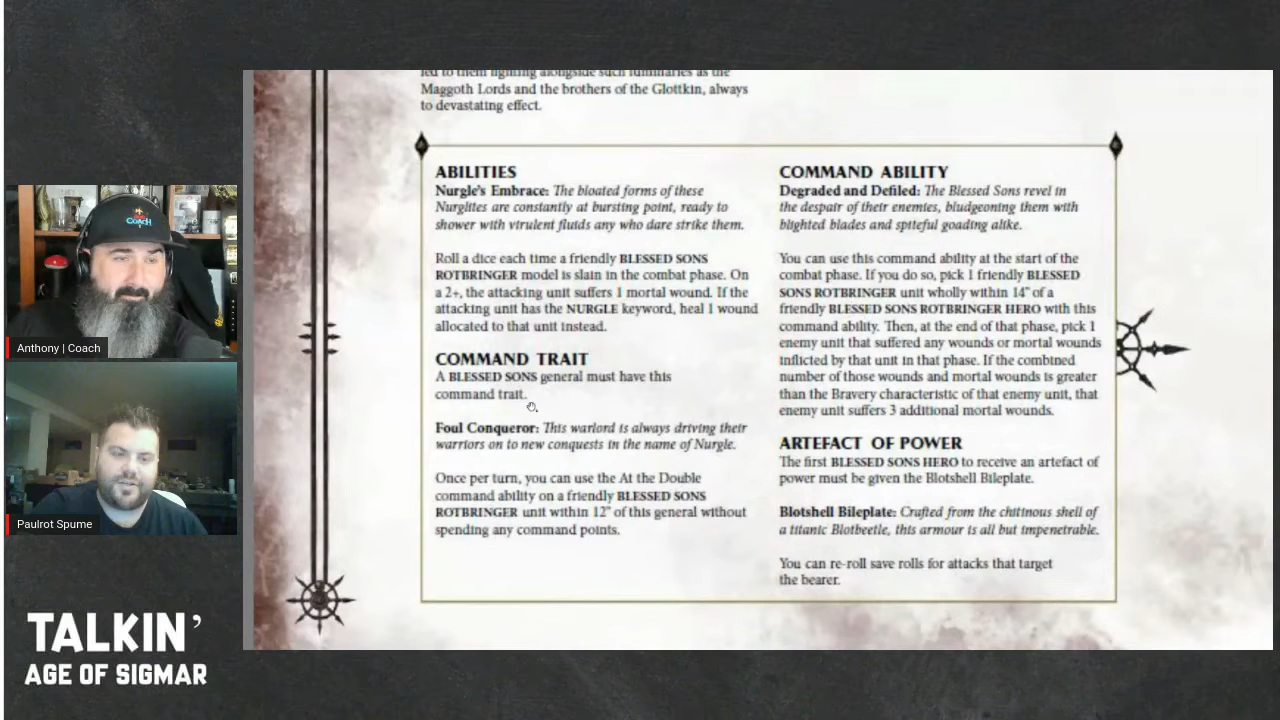 led to them fighting alongside such luminaries as the
Maggoth Lords and the brothers of the Glottkin, always
to devastating effect.
ABILITIES
Nurgle's Embrace: The bloated forms of these
Nurglites are constantly at bursting point, ready to
shower with virulent fluids any who dare strike them.
Roll a dice each time a friendly BLESSED SONS
ROTBRINGER model is slain in the combat phase. On
a 2+, the attacking unit suffers 1 mortal wound. If the
attacking unit has the NURGLE keyword, heal 1 wound
allocated to that unit instead.
COMMAND TRAIT
A BLESSED SONS general must have this
command trait.
Foul Conqueror: This warlord is always driving their
warriors on to new conquests in the name of Nurgle.
Once per turn, you can use the At the Double
command ability on a friendly BLESSED SONS
ROTBRINGER unit within 12" of this general without
spending any command points.
COMMAND ABILITY
Degraded and Defiled: The Blessed Sons revel in
the despair of their enemies, bludgeoning them with
blighted blades and spiteful goading alike.
You can use this command ability at the start of the
combat phase. If you do so, pick 1 friendly BLESSED
SONS ROTBRINGER unit wholly within 14" of a
friendly BLESSED SONS ROTBRINGER HERO with this
command ability. Then, at the end of that phase, pick 1
enemy unit that suffered any wounds or mortal wounds
inflicted by that unit in that phase. If the combined
number of those wounds and mortal wounds is greater
than the Bravery characteristic of that enemy unit, that
enemy unit suffers 3 additional mortal wounds.
ARTEFACT OF POWER
The first BLESSED SONS HERO to receive an artefact of
power must be given the Blotshell Bileplate.
Blotshell Bileplate: Crafted from the chitinous shell of
a titanic Blotbeetle, this armour is all but impenetrable.
You can re-roll save rolls for attacks that target
the bearer.
COACH
Anthony | Coach
Paulrot Spume
TALKIN'
AGE OF SIGMAR